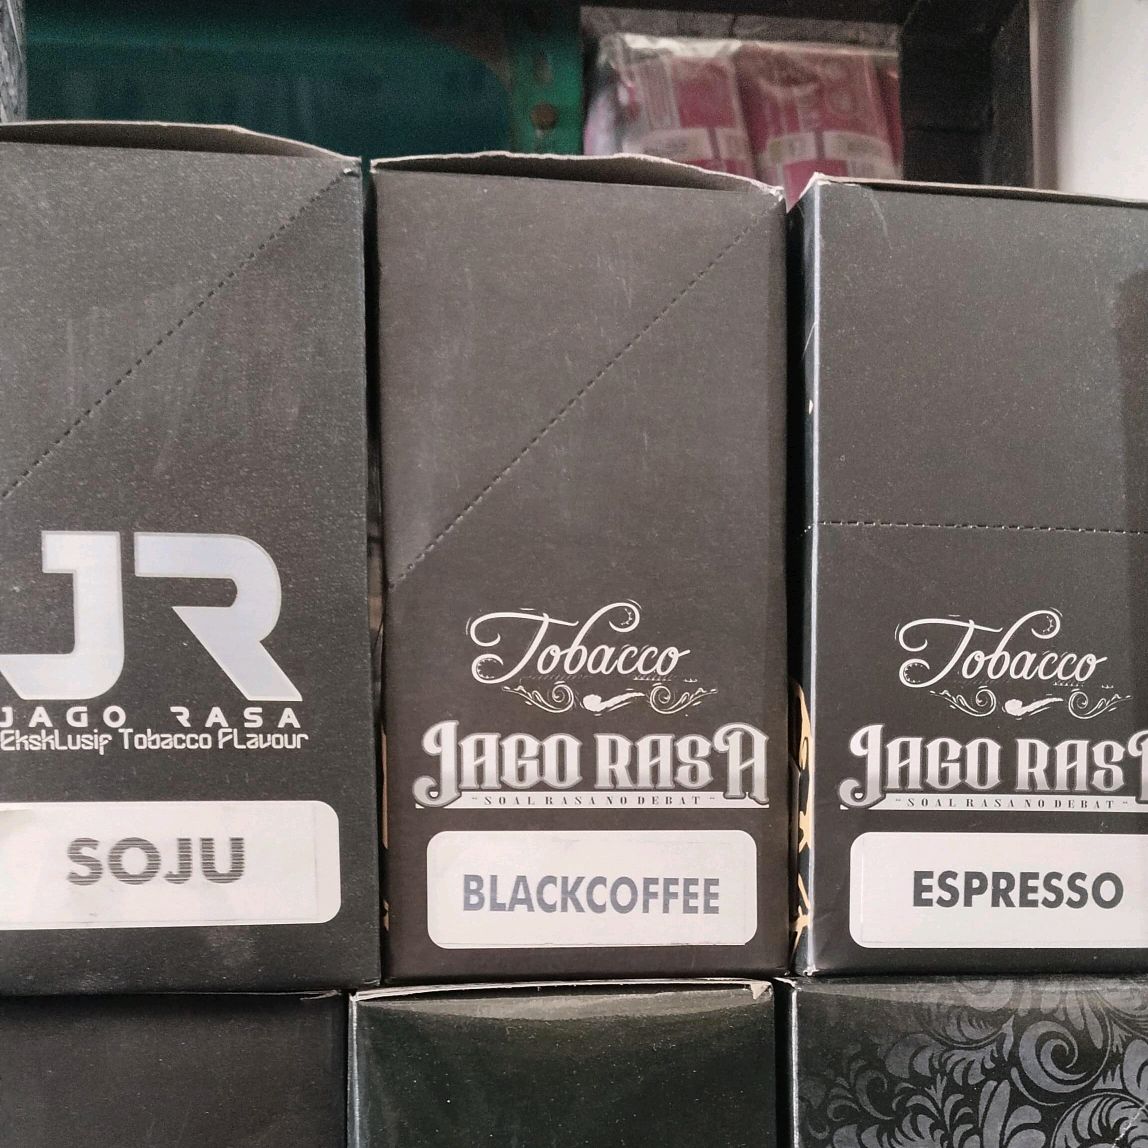 JR
JAGO RASA
EkskLusif Tobacco FLavour
SOJU
Tobacco
JAGO RASA
"SOAL RASA NO DEBAT"
BLACKCOFFEE
Tobacco
JAGO RASA
"SOAL RASA NO DEBAT"
ESPRESSO